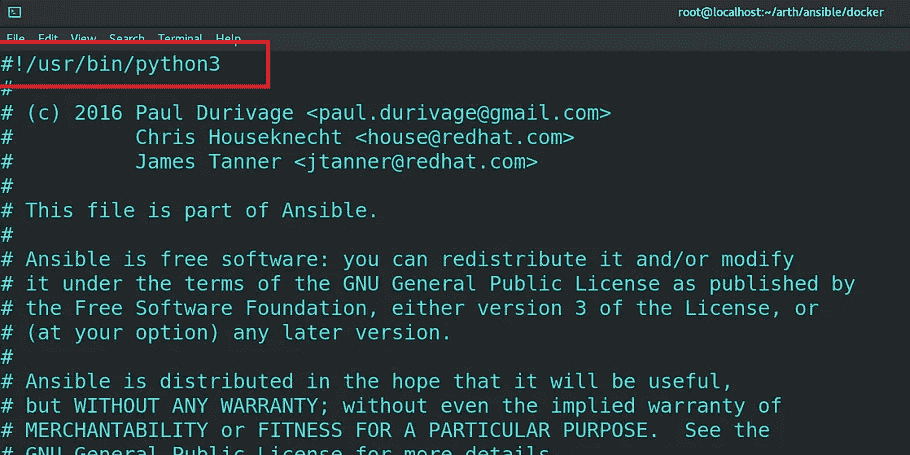 root@localhost:~/arth/ansible/docker
File Edit View Search Terminal Help
#!/usr/bin/python3
#
# (c) 2016 Paul Durivage <paul.durivage@gmail.com>
# Chris Houseknecht <house@redhat.com>
# James Tanner <jtanner@redhat.com>
#
# This file is part of Ansible.
#
# Ansible is free software: you can redistribute it and/or modify
# it under the terms of the GNU General Public License as published by
# the Free Software Foundation, either version 3 of the License, or
# (at your option) any later version.
#
# Ansible is distributed in the hope that it will be useful,
# but WITHOUT ANY WARRANTY; without even the implied warranty of
# MERCHANTABILITY or FITNESS FOR A PARTICULAR PURPOSE.  See the
# GNU General Public License for more details.